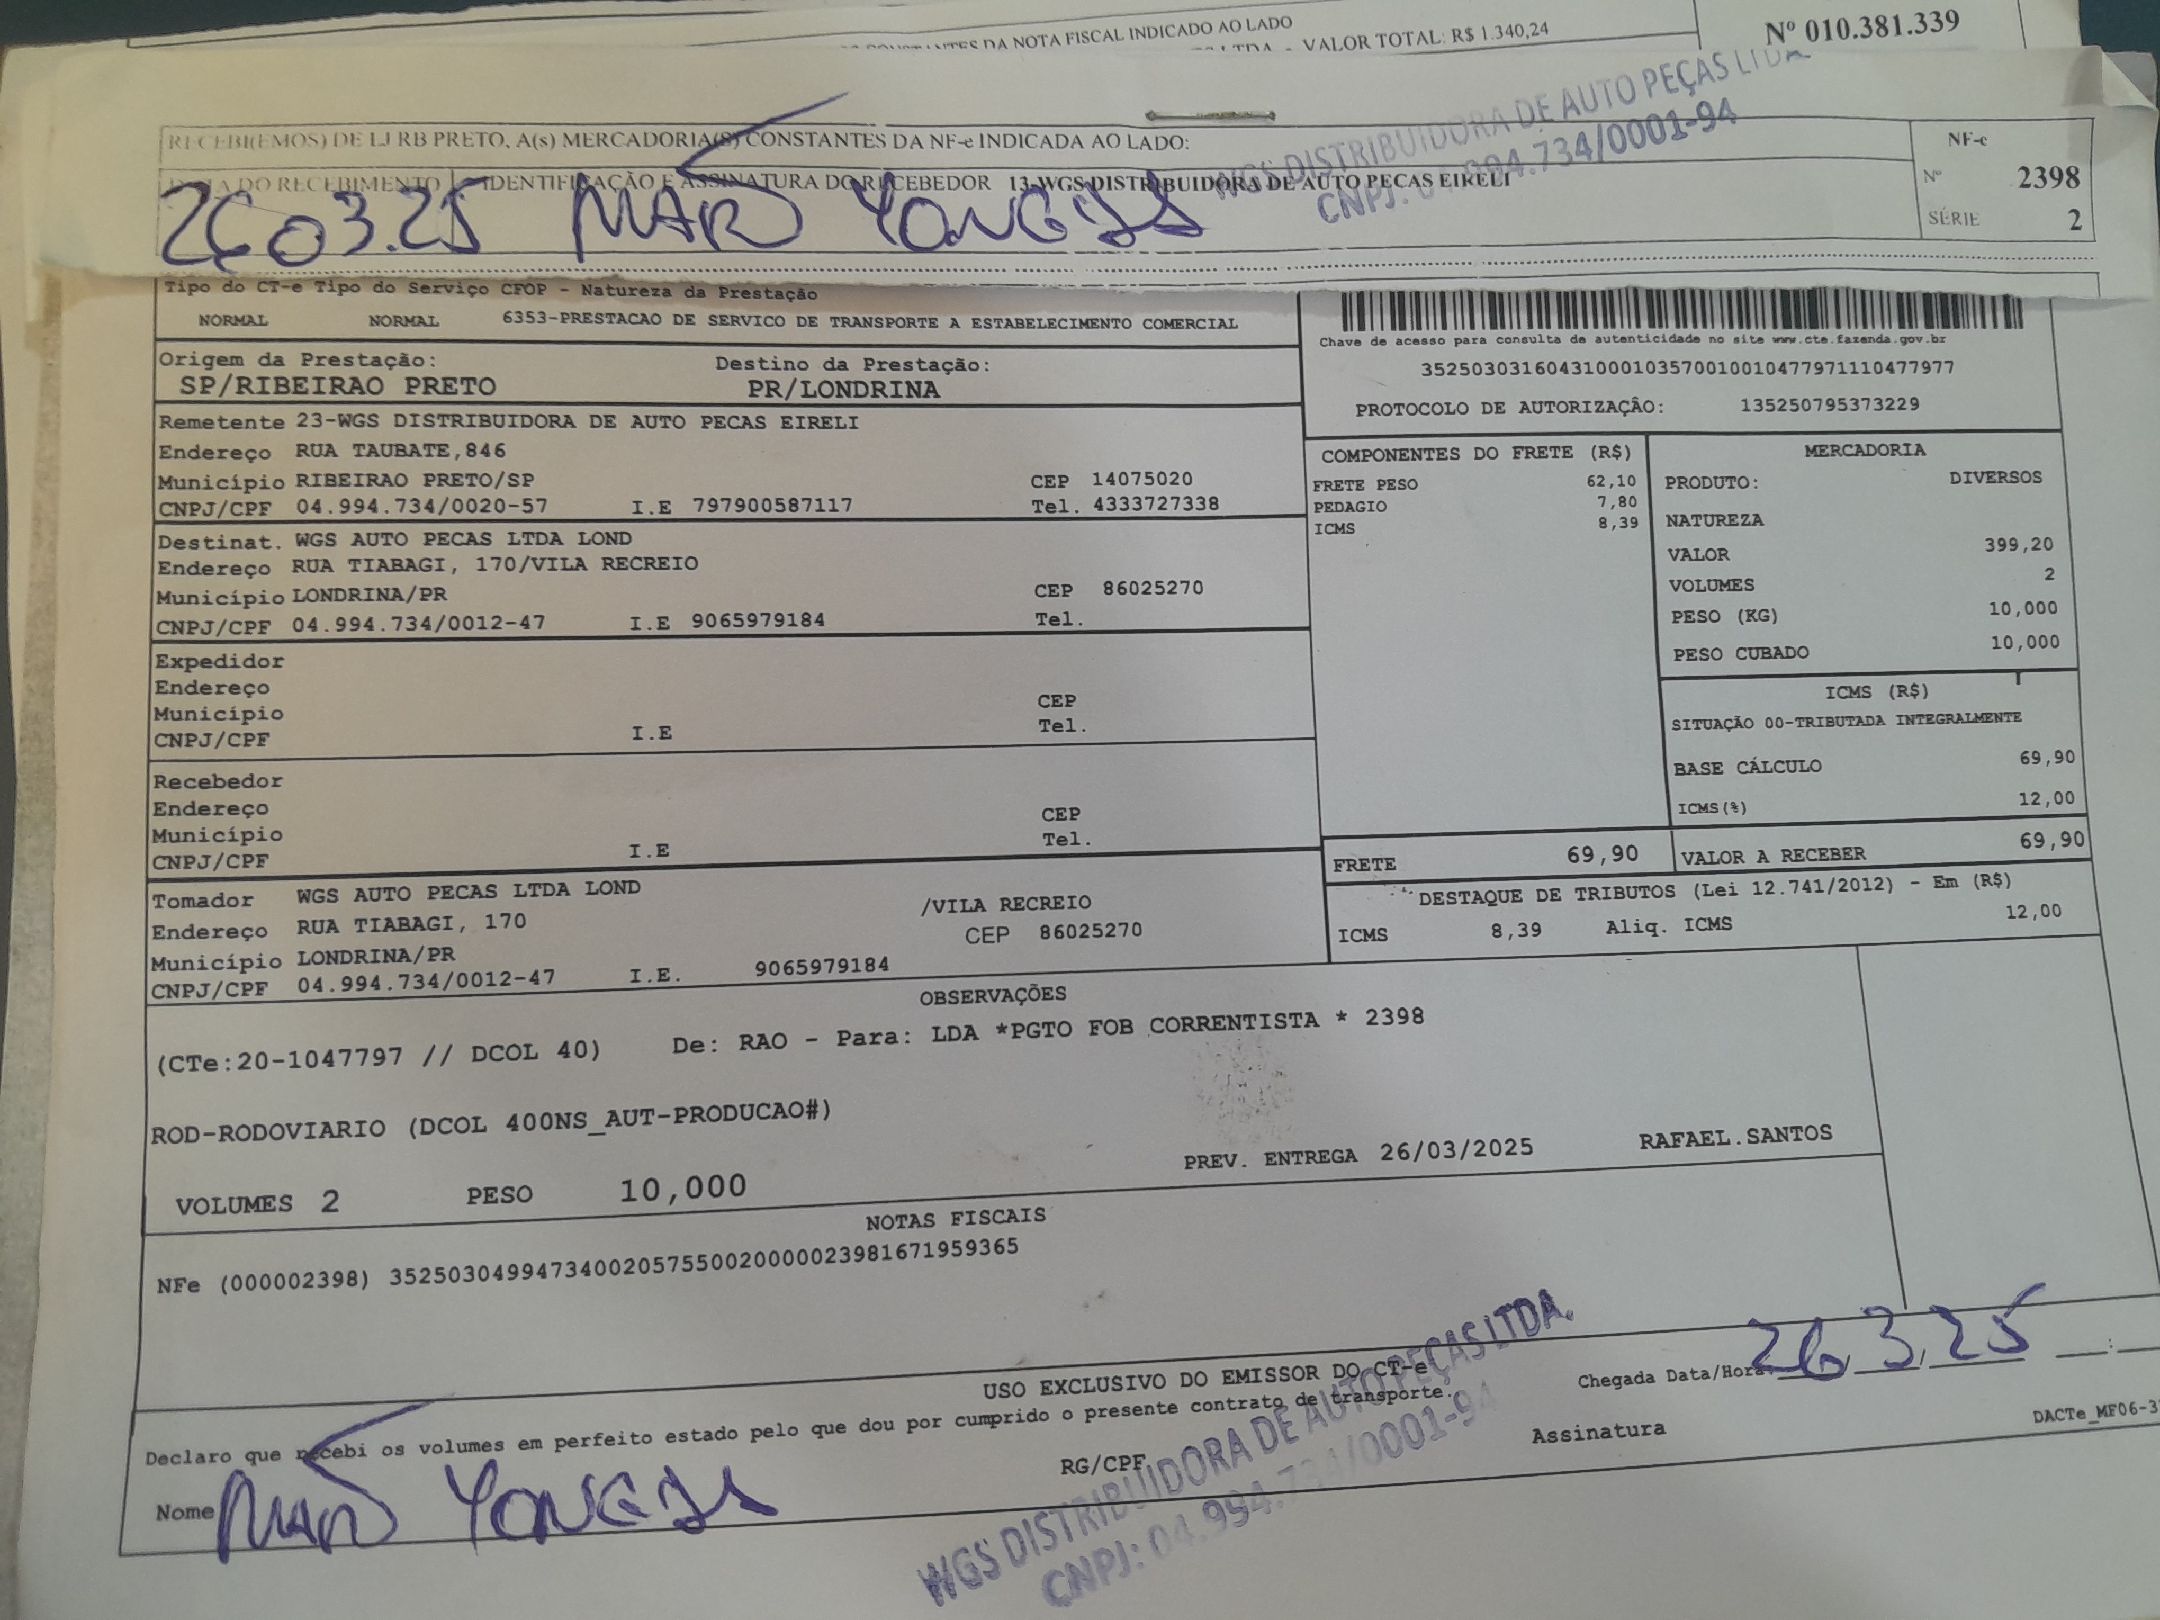 DA NOTA FISCAL INDICADO AO LADO
LTDA - VALOR TOTAL: R$ 1.340,24
Nº 010.381.339
RECEBI(EMOS) DE LJ RB PRETO, A(s) MERCADORIA(S) CONSTANTES DA NF-e INDICADA AO LADO:
NF-e
DO RECEBIMENTO IDENTIFICAÇÃO E ASSINATURA DO RECEBEDOR 13-WGS DISTRIBUIDORA DE AUTO PECAS EIRELI
Nº 2398
SÉRIE 2
26 03.25
WGS DISTRIBUIDORA DE AUTO PEÇAS LTDA
CNPJ: 04.994.734/0001-94
Tipo do CT-e Tipo do Serviço CFOP - Natureza da Prestação
NORMAL NORMAL 6353-PRESTACAO DE SERVICO DE TRANSPORTE A ESTABELECIMENTO COMERCIAL
Chave de acesso para consulta de autenticidade no site www.cte.fazenda.gov.br
35250303160431000103570010010477971110477977
PROTOCOLO DE AUTORIZAÇÃO: 135250795373229
Origem da Prestação: Destino da Prestação:
SP/RIBEIRAO PRETO PR/LONDRINA
Remetente 23-WGS DISTRIBUIDORA DE AUTO PECAS EIRELI
Endereço RUA TAUBATE,846
Município RIBEIRAO PRETO/SP CEP 14075020
CNPJ/CPF 04.994.734/0020-57 I.E 797900587117 Tel. 4333727338
Destinat. WGS AUTO PECAS LTDA LOND
Endereço RUA TIABAGI, 170/VILA RECREIO
Município LONDRINA/PR CEP 86025270
CNPJ/CPF 04.994.734/0012-47 I.E 9065979184 Tel.
Expedidor
Endereço
Município CEP
CNPJ/CPF I.E Tel.
Recebedor
Endereço
Município CEP
CNPJ/CPF I.E Tel.
Tomador WGS AUTO PECAS LTDA LOND
Endereço RUA TIABAGI, 170 /VILA RECREIO
Município LONDRINA/PR CEP 86025270
CNPJ/CPF 04.994.734/0012-47 I.E. 9065979184
COMPONENTES DO FRETE (R$)
FRETE PESO 62,10
PEDAGIO 7,80
ICMS 8,39
MERCADORIA
PRODUTO: DIVERSOS
NATUREZA
VALOR 399,20
VOLUMES 2
PESO (KG) 10,000
PESO CUBADO 10,000
ICMS (R$)
SITUAÇÃO 00-TRIBUTADA INTEGRALMENTE
BASE CÁLCULO 69,90
ICMS(%) 12,00
FRETE 69,90 VALOR A RECEBER 69,90
DESTAQUE DE TRIBUTOS (Lei 12.741/2012) - Em (R$)
ICMS 8,39 Aliq. ICMS 12,00
OBSERVAÇÕES
(CTe:20-1047797 // DCOL 40) De: RAO - Para: LDA *PGTO FOB CORRENTISTA * 2398
ROD-RODOVIARIO (DCOL 400NS_AUT-PRODUCAO#)
PREV. ENTREGA 26/03/2025 RAFAEL.SANTOS
VOLUMES 2 PESO 10,000
NOTAS FISCAIS
NFe (000002398) 35250304994734002057550020000023981671959365
USO EXCLUSIVO DO EMISSOR DO CT-e
Declaro que recebi os volumes em perfeito estado pelo que dou por cumprido o presente contrato de transporte.
Chegada Data/Hora 26 3 25 :
DACTe_MF06-3
Nome RG/CPF Assinatura
WGS DISTRIBUIDORA DE AUTO PEÇAS LTDA.
CNPJ: 04.994.734/0001-94